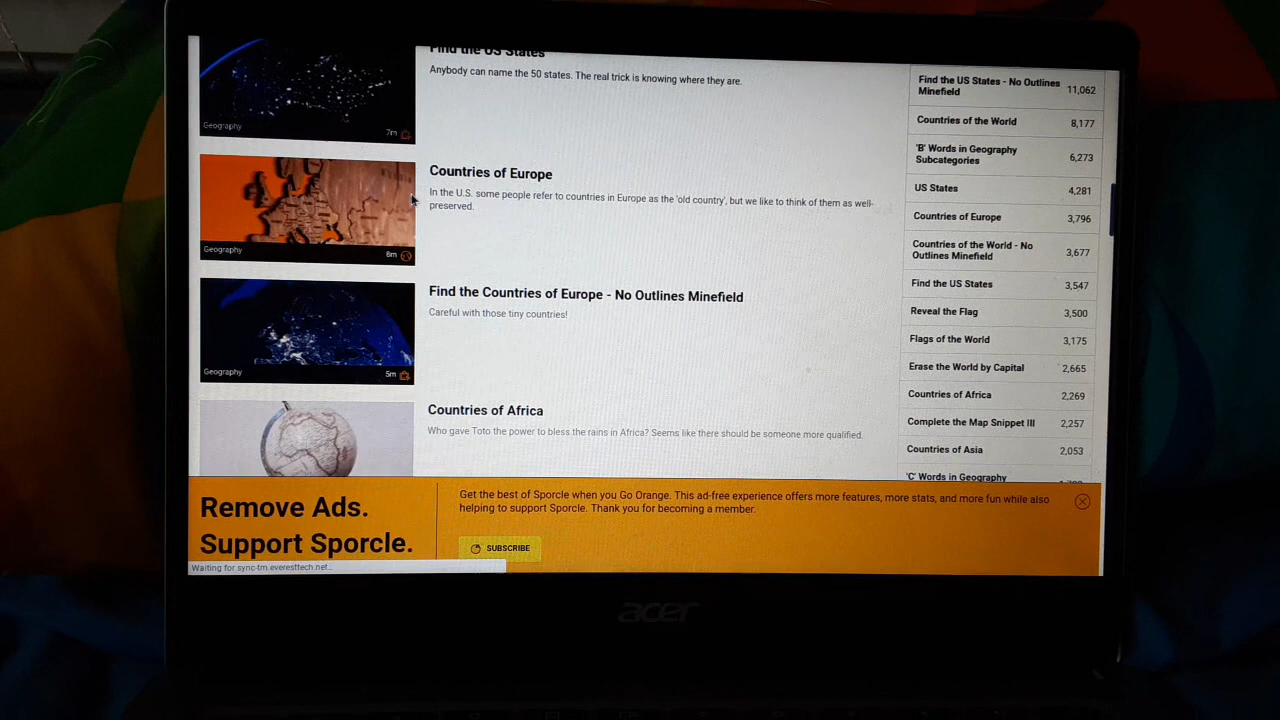 Find the US States
Anybody can name the 50 states. The real trick is knowing where they are.
Geography
7m
Countries of Europe
In the U.S. some people refer to countries in Europe as the 'old country', but we like to think of them as well-
preserved.
Geography
8m
Find the Countries of Europe - No Outlines Minefield
Careful with those tiny countries!
Geography
5m
Countries of Africa
Who gave Toto the power to bless the rains in Africa? Seems like there should be someone more qualified.
Find the US States - No Outlines
Minefield
11,062
Countries of the World 8,177
'B' Words in Geography
Subcategories
6,273
US States 4,281
Countries of Europe 3,796
Countries of the World - No
Outlines Minefield
3,677
Find the US States 3,547
Reveal the Flag 3,500
Flags of the World 3,175
Erase the World by Capital 2,665
Countries of Africa 2,269
Complete the Map Snippet III 2,257
Countries of Asia 2,053
'C' Words in Geography
Remove Ads.
Support Sporcle.
Get the best of Sporcle when you Go Orange. This ad-free experience offers more features, more stats, and more fun while also
helping to support Sporcle. Thank you for becoming a member.
SUBSCRIBE
Waiting for sync-tm.everesttech.net...
acer